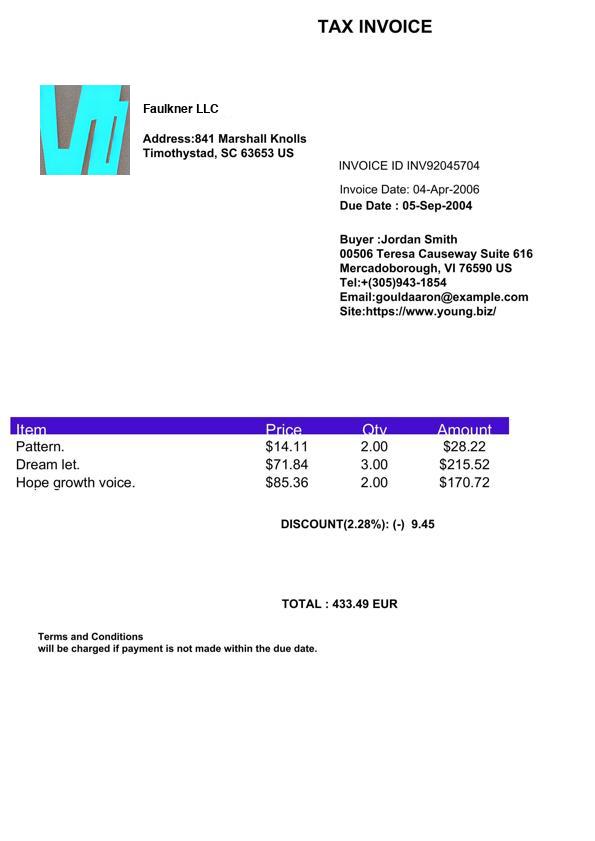 TAX INVOICE
Faulkner LLC
Address:841 Marshall Knolls
Timothystad, SC 63653 US
INVOICE ID INV92045704
Invoice Date: 04-Apr-2006
Due Date : 05-Sep-2004
Buyer :Jordan Smith
00506 Teresa Causeway Suite 616
Mercadoborough, VI 76590 US
Tel:+(305)943-1854
Email:gouldaaron@example.com
Site:https://www.young.biz/
Item Price Qty Amount
Pattern. $14.11 2.00 $28.22
Dream let. $71.84 3.00 $215.52
Hope growth voice. $85.36 2.00 $170.72
DISCOUNT(2.28%): (-) 9.45
TOTAL : 433.49 EUR
Terms and Conditions
will be charged if payment is not made within the due date.